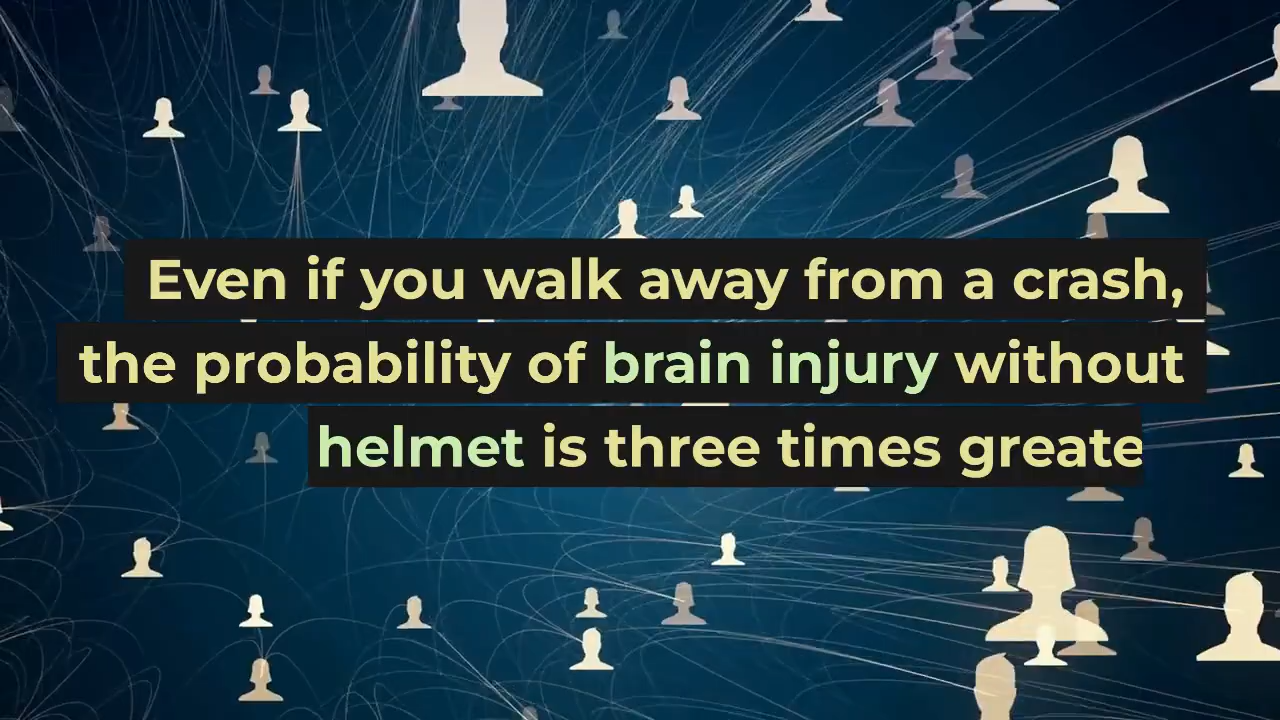 Even if you walk away from a crash,
the probability of brain injury without
helmet is three times greate